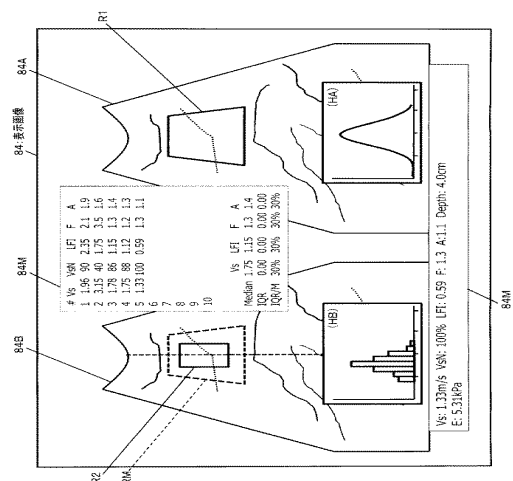 84:表示画像
84A
R1
84M
84B
# Vs VsN LFI F A
1 1.96 90 2.35 2.1 1.9
2 3.15 40 1.75 3.5 1.6
3 1.78 86 1.15 1.3 1.4
4 1.75 88 1.12 1.2 1.3
5 1.33 100 0.59 1.3 1.1
6
7
8
9
10
Vs LFI F A
Median 1.75 1.15 1.3 1.4
IQR 0.00 0.00 0.00 0.00
IQR/M 30% 30% 30% 30%
R2
RM
(HB)
(HA)
Vs: 1.33m/s VsN: 100% LFI: 0.59 F: 1.3 A:1.1 Depth: 4.0cm
E: 5.31kPa
84M